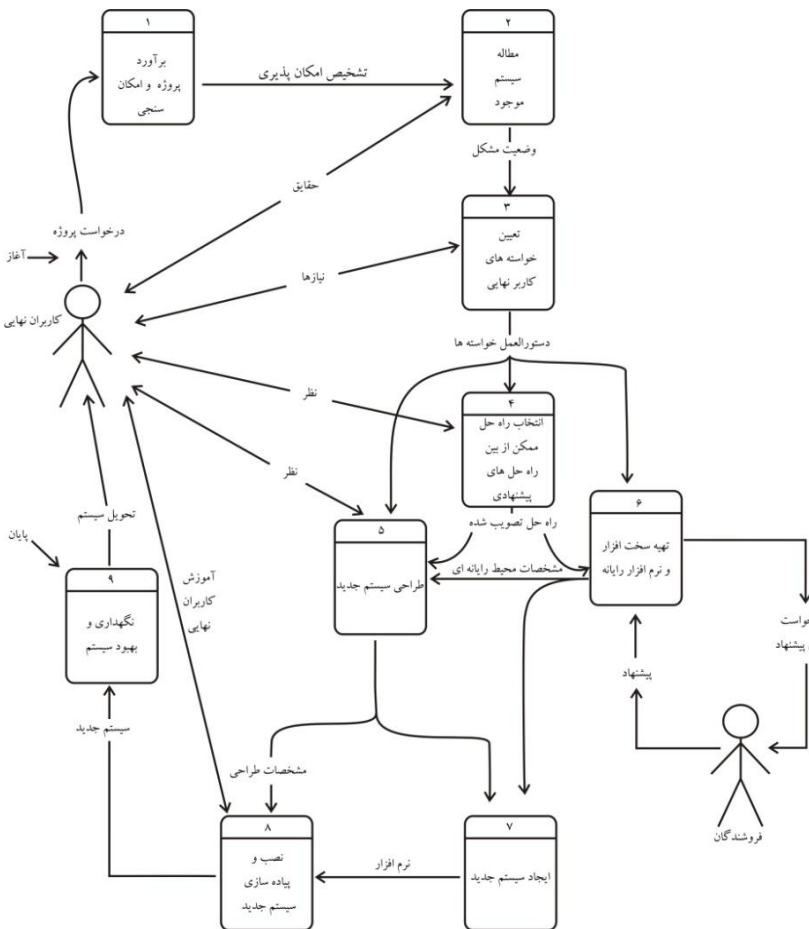 ۱
برآورد
پروژه و امکان
سنجی
تشخیص امکان پذیری
۲
مطاله
سیستم
موجود
وضعیت مشکل
حقایق
۳
تعیین
خواسته های
کاربر نهایی
درخواست پروژه
آغاز
نیازها
کاربران نهایی
دستورالعمل خواسته ها
۴
انتخاب راه حل
ممکن از بین
راه حل های
پیشنهادی
نظر
نظر
راه حل تصویب شده
۶
تهیه سخت افزار
و نرم افزار رایانه
۵
طراحی سیستم جدید
مشخصات محیط رایانه ای
تحویل سیستم
پایان
۹
نگهداری و
بهبود سیستم
آموزش
کاربران
نهایی
پیشنهاد
پیشنهاد
سیستم جدید
مشخصات طراحی
فروشندگان
۸
نصب و
پیاده سازی
سیستم جدید
نرم افزار
۷
ایجاد سیستم جدید